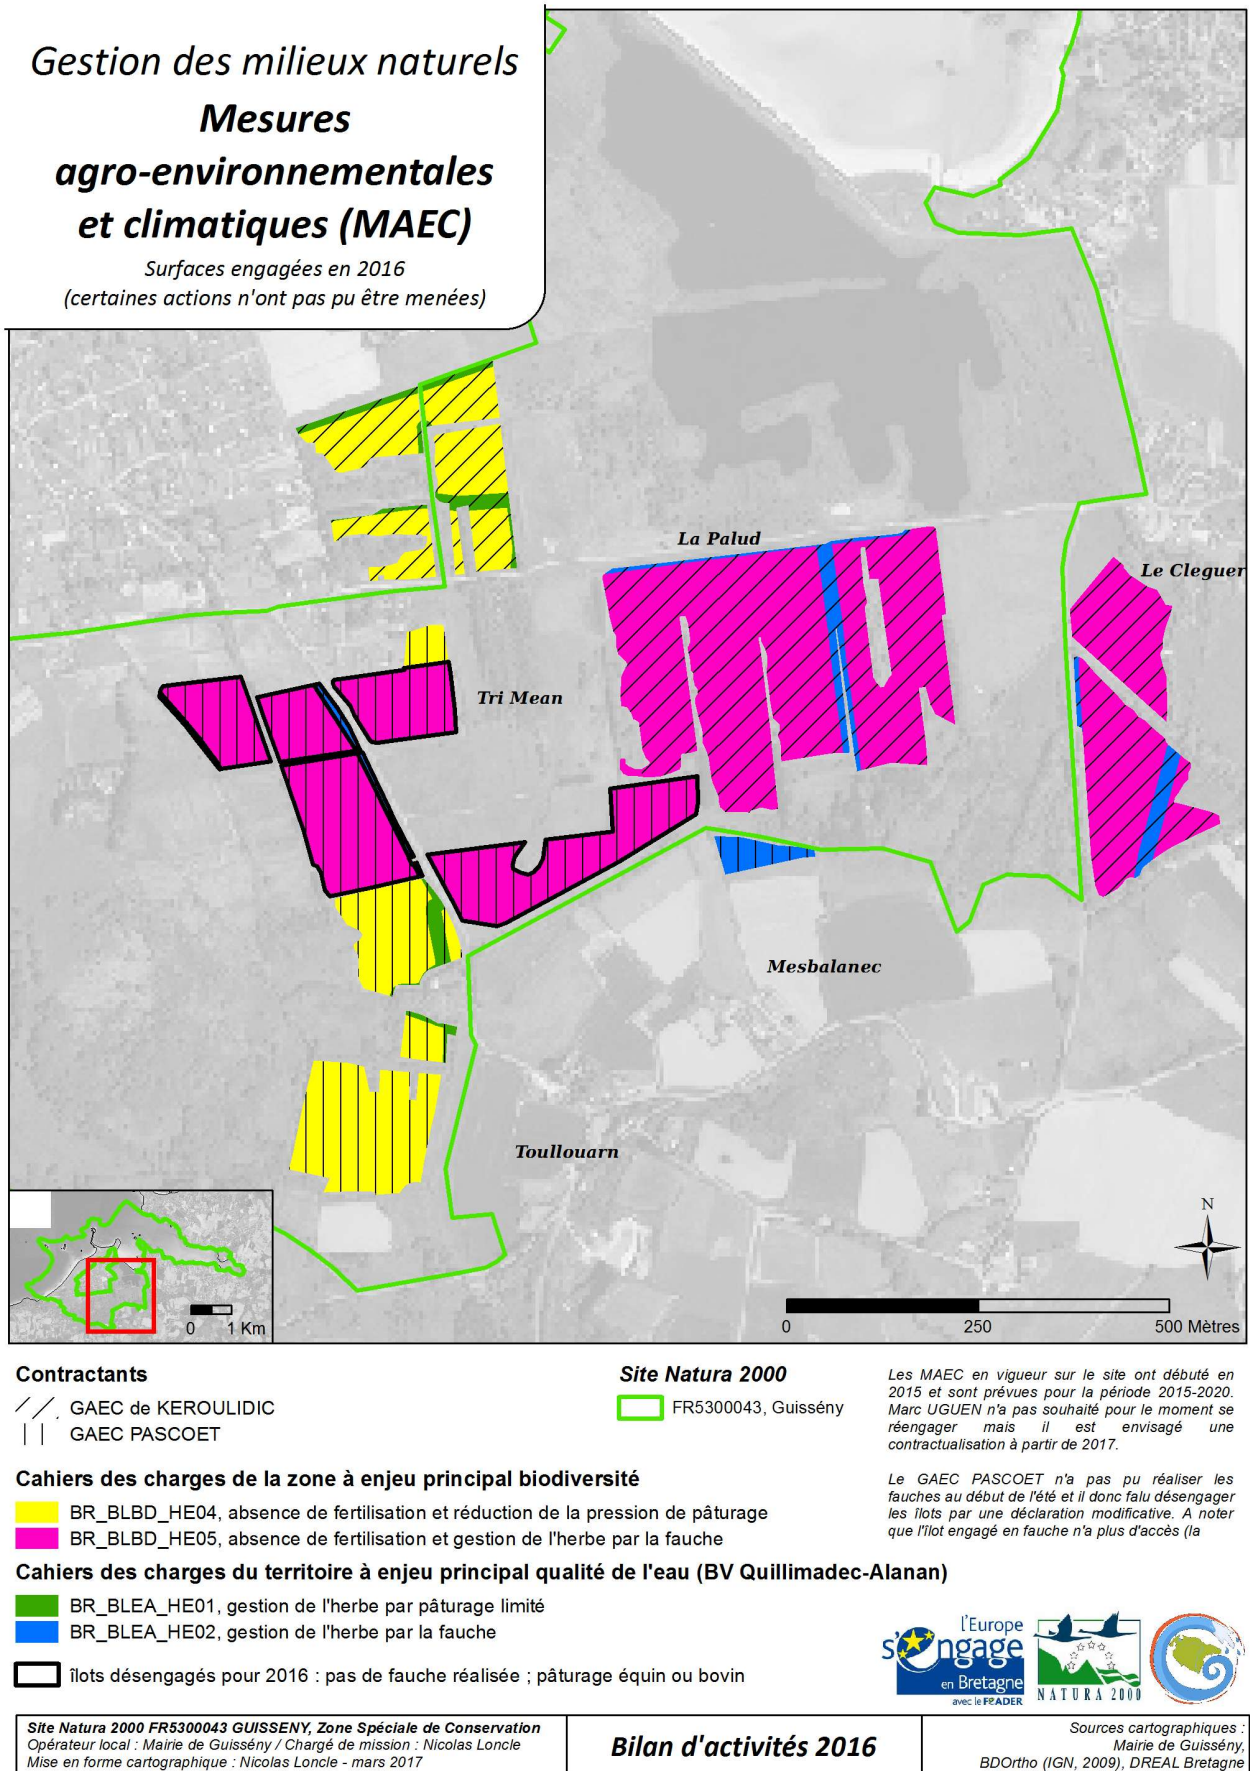 Gestion des milieux naturels
Mesures
agro-environnementales
et climatiques (MAEC)
Surfaces engagées en 2016
(certaines actions n'ont pas pu être menées)
La Palud
Le Cleguer
Tri Mean
Mesbalanec
Toullouarn
N
0 1 Km
0 250 500 Mètres
Contractants
GAEC de KEROULIDIC
GAEC PASCOET
Site Natura 2000
FR5300043, Guissény
Les MAEC en vigueur sur le site ont débuté en
2015 et sont prévues pour la période 2015-2020.
Marc UGUEN n'a pas souhaité pour le moment se
réengager mais il est envisagé une
contractualisation à partir de 2017.
Le GAEC PASCOET n'a pas pu réaliser les
fauches au début de l'été et il donc falu désengager
les îlots par une déclaration modificative. A noter
que l'îlot engagé en fauche n'a plus d'accès (la
Cahiers des charges de la zone à enjeu principal biodiversité
BR_BLBD_HE04, absence de fertilisation et réduction de la pression de pâturage
BR_BLBD_HE05, absence de fertilisation et gestion de l'herbe par la fauche
Cahiers des charges du territoire à enjeu principal qualité de l'eau (BV Quillimadec-Alanan)
BR_BLEA_HE01, gestion de l'herbe par pâturage limité
BR_BLEA_HE02, gestion de l'herbe par la fauche
îlots désengagés pour 2016 : pas de fauche réalisée ; pâturage équin ou bovin
l'Europe
s'engage
en Bretagne
avec le FEADER
NATURA 2000
Site Natura 2000 FR5300043 GUISSENY, Zone Spéciale de Conservation
Opérateur local : Mairie de Guissény / Chargé de mission : Nicolas Loncle
Mise en forme cartographique : Nicolas Loncle - mars 2017
Bilan d'activités 2016
Sources cartographiques :
Mairie de Guissény,
BDOrtho (IGN, 2009), DREAL Bretagne